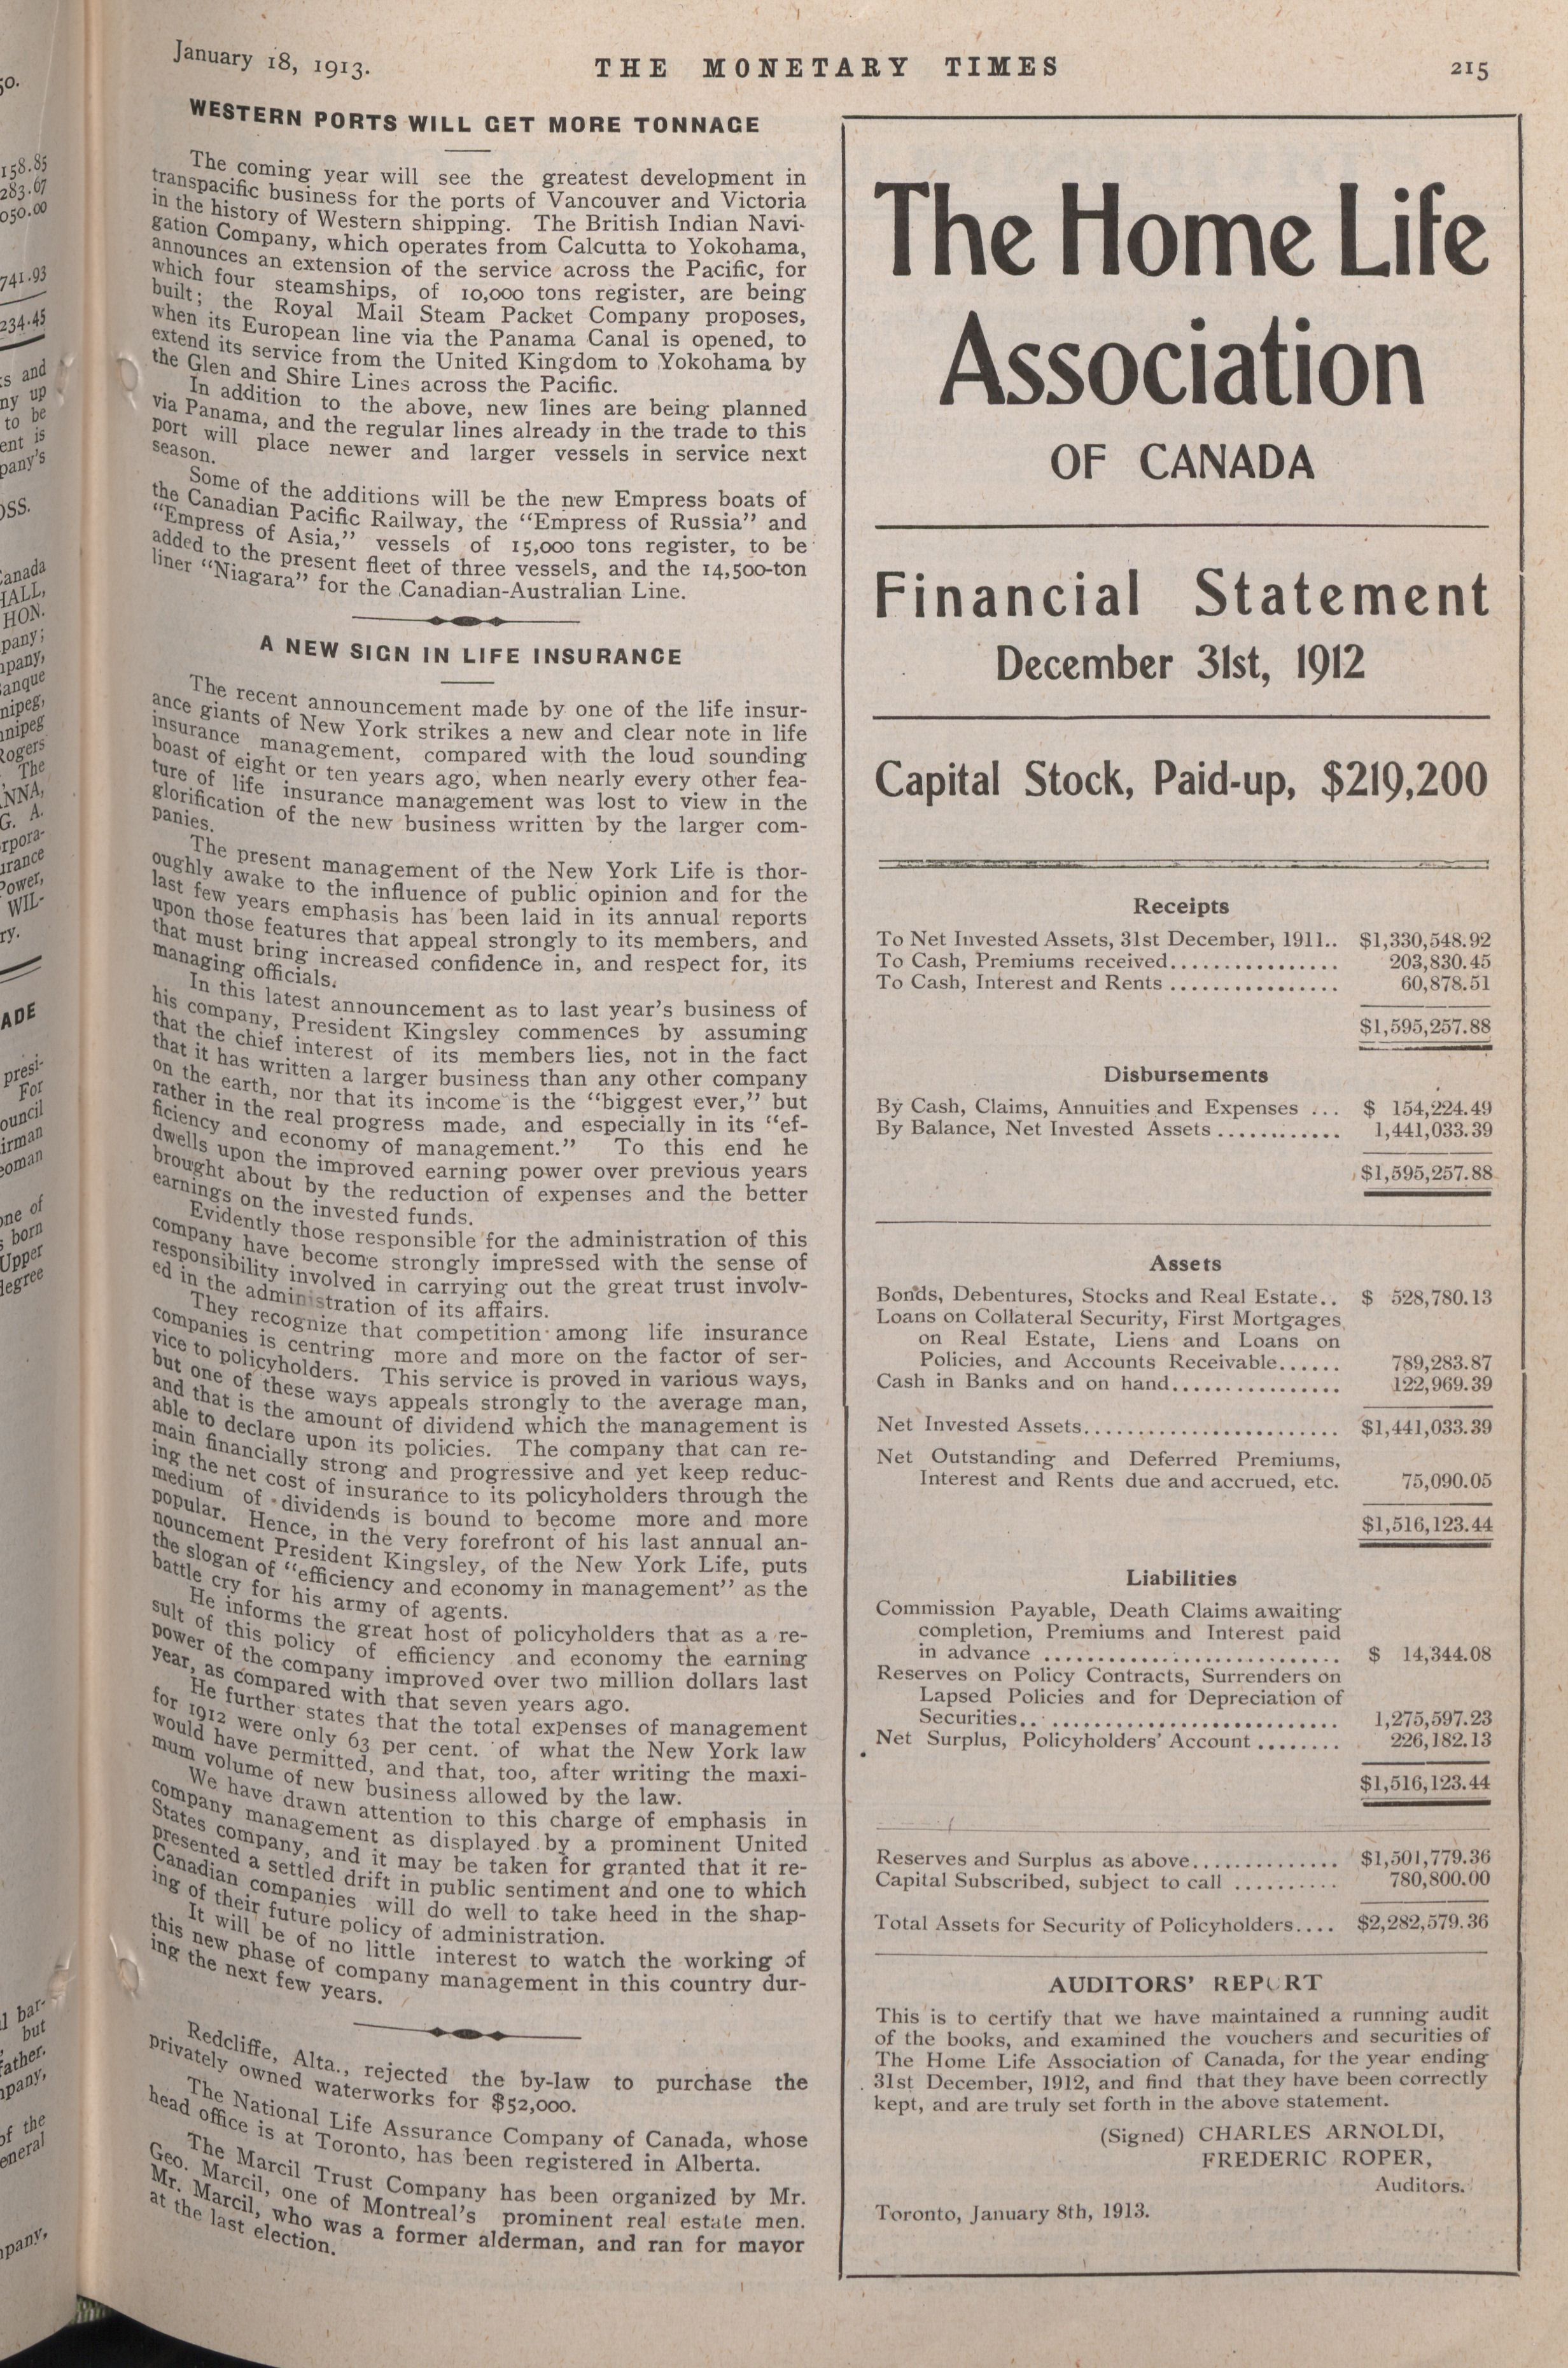 January 18, 1913.
THE MONETARY TIMES
215
50.
158.85
283.67
050.00
741.93
234.45
s and
ny up
to be
ent is
pany's
OSS.
Canada
HALL,
HON.
pany;
mpany,
Banque
nipeg,
nnipeg
Rogers
The
NNA,
G. A.
rpora-
urance
Power,
WIL-
ry.
ADE
presi-
For
ouncil
irman
eoman
one of
s born
Upper
legree
l bar-
but
father.
npany,
of the
eneral
npany,
WESTERN PORTS WILL GET MORE TONNAGE
The coming year will see the greatest development in
transpacific business for the ports of Vancouver and Victoria
in the history of Western shipping. The British Indian Navi-
gation Company, which operates from Calcutta to Yokohama,
announces an extension of the service across the Pacific, for
which four steamships, of 10,000 tons register, are being
built; the Royal Mail Steam Packet Company proposes,
when its European line via the Panama Canal is opened, to
extend its service from the United Kingdom to Yokohama by
the Glen and Shire Lines across the Pacific.
In addition to the above, new lines are being planned
via Panama, and the regular lines already in the trade to this
port will place newer and larger vessels in service next
season.
Some of the additions will be the new Empress boats of
the Canadian Pacific Railway, the "Empress of Russia" and
"Empress of Asia," vessels of 15,000 tons register, to be
added to the present fleet of three vessels, and the 14,500-ton
liner "Niagara" for the Canadian-Australian Line.
A NEW SIGN IN LIFE INSURANCE
The recent announcement made by one of the life insur-
ance giants of New York strikes a new and clear note in life
insurance management, compared with the loud sounding
boast of eight or ten years ago, when nearly every other fea-
ture of life insurance management was lost to view in the
glorification of the new business written by the larger com-
panies.
The present management of the New York Life is thor-
oughly awake to the influence of public opinion and for the
last few years emphasis has been laid in its annual reports
upon those features that appeal strongly to its members, and
that must bring increased confidence in, and respect for, its
managing officials.
In this latest announcement as to last year's business of
his company, President Kingsley commences by assuming
that the chief interest of its members lies, not in the fact
that it has written a larger business than any other company
on the earth, nor that its income is the "biggest ever," but
rather in the real progress made, and especially in its "ef-
ficiency and economy of management." To this end he
dwells upon the improved earning power over previous years
brought about by the reduction of expenses and the better
earnings on the invested funds.
Evidently those responsible for the administration of this
company have become strongly impressed with the sense of
responsibility involved in carrying out the great trust involv-
ed in the administration of its affairs.
They recognize that competition among life insurance
companies is centring more and more on the factor of ser-
vice to policyholders. This service is proved in various ways,
but one of these ways appeals strongly to the average man,
and that is the amount of dividend which the management is
able to declare upon its policies. The company that can re-
main financially strong and progressive and yet keep reduc-
ing the net cost of insurance to its policyholders through the
medium of dividends is bound to become more and more
popular. Hence, in the very forefront of his last annual an-
nouncement President Kingsley, of the New York Life, puts
the slogan of "efficiency and economy in management" as the
battle cry for his army of agents.
He informs the great host of policyholders that as a re-
sult of this policy of efficiency and economy the earning
power of the company improved over two million dollars last
year, as compared with that seven years ago.
He further states that the total expenses of management
for 1912 were only 63 per cent. of what the New York law
would have permitted, and that, too, after writing the maxi-
mum volume of new business allowed by the law.
We have drawn attention to this charge of emphasis in
company management as displayed by a prominent United
States company, and it may be taken for granted that it re-
presented a settled drift in public sentiment and one to which
Canadian companies will do well to take heed in the shap-
ing of their future policy of administration.
It will be of no little interest to watch the working of
this new phase of company management in this country dur-
ing the next few years.
Redcliffe, Alta., rejected the by-law to purchase the
privately owned waterworks for $52,000.
The National Life Assurance Company of Canada, whose
head office is at Toronto, has been registered in Alberta.
The Marcil Trust Company has been organized by Mr.
Geo. Marcil, one of Montreal's prominent real estate men.
Mr. Marcil, who was a former alderman, and ran for mayor
at the last election.
The Home Life
Association
OF CANADA
Financial Statement
December 31st, 1912
Capital Stock, Paid-up, $219,200
Receipts
To Net Invested Assets, 31st December, 1911.. $1,330,548.92
To Cash, Premiums received................ 203,830.45
To Cash, Interest and Rents ................ 60,878.51
$1,595,257.88
Disbursements
By Cash, Claims, Annuities and Expenses ... $ 154,224.49
By Balance, Net Invested Assets ............ 1,441,033.39
$1,595,257.88
Assets
Bonds, Debentures, Stocks and Real Estate.. $ 528,780.13
Loans on Collateral Security, First Mortgages
on Real Estate, Liens and Loans on
Policies, and Accounts Receivable...... 789,283.87
Cash in Banks and on hand................ 122,969.39
Net Invested Assets........................ $1,441,033.39
Net Outstanding and Deferred Premiums,
Interest and Rents due and accrued, etc. 75,090.05
$1,516,123.44
Liabilities
Commission Payable, Death Claims awaiting
completion, Premiums and Interest paid
in advance ............................ $ 14,344.08
Reserves on Policy Contracts, Surrenders on
Lapsed Policies and for Depreciation of
Securities.. ........................... 1,275,597.23
Net Surplus, Policyholders' Account ........ 226,182.13
$1,516,123.44
Reserves and Surplus as above.............. $1,501,779.36
Capital Subscribed, subject to call .......... 780,800.00
Total Assets for Security of Policyholders.... $2,282,579.36
AUDITORS' REPORT
This is to certify that we have maintained a running audit
of the books, and examined the vouchers and securities of
The Home Life Association of Canada, for the year ending
31st December, 1912, and find that they have been correctly
kept, and are truly set forth in the above statement.
(Signed) CHARLES ARNOLDI,
FREDERIC ROPER,
Auditors.
Toronto, January 8th, 1913.